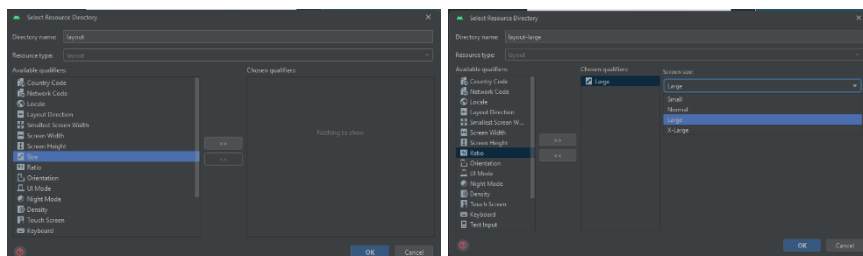 Select Resource Directory
Directory name: layout
Resource type: layout
Available qualifiers:
Chosen qualifiers:
Country Code
Network Code
Locale
Layout Direction
Smallest Screen Width
Screen Width
Screen Height
Size
Ratio
Orientation
UI Mode
Night Mode
Density
Touch Screen
Keyboard
>>
<<
Nothing to show
OK
Cancel
Select Resource Directory
Directory name: layout-large
Resource type: layout
Available qualifiers:
Country Code
Network Code
Locale
Layout Direction
Smallest Screen W...
Screen Width
Screen Height
Ratio
Orientation
UI Mode
Night Mode
Density
Touch Screen
Keyboard
Text Input
>>
<<
Chosen qualifiers:
Large
Screen size:
Large
Small
Normal
Large
X-Large
OK
Cancel